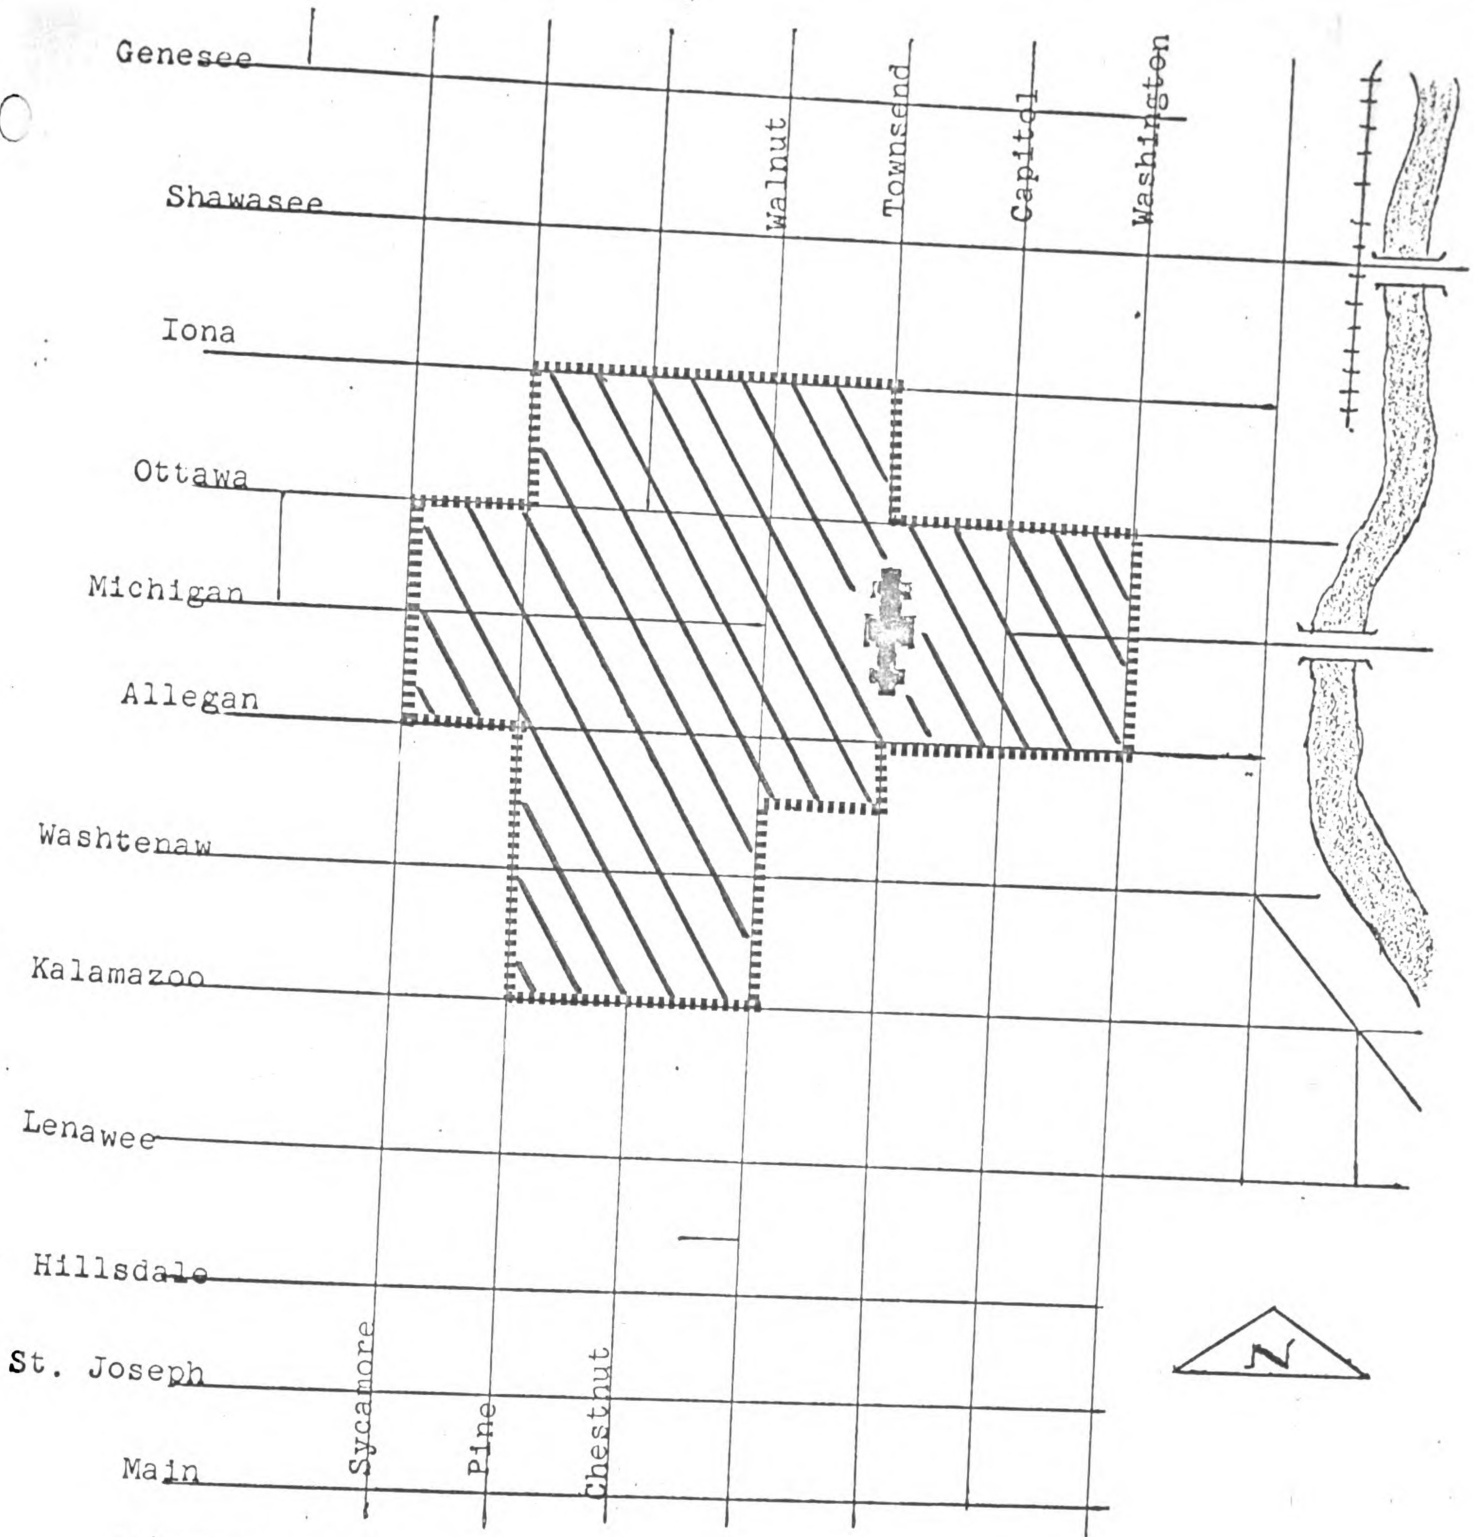 Genesee
Washington
Townsend
Capitol
Walnut
Shawasee
Iona
Ottawa
Michigan
Allegan
Washtenaw
Kalamazoo
Lenawee
Hillsdale
N
St. Joseph
Sycamore
Pine
Chestnut
Main